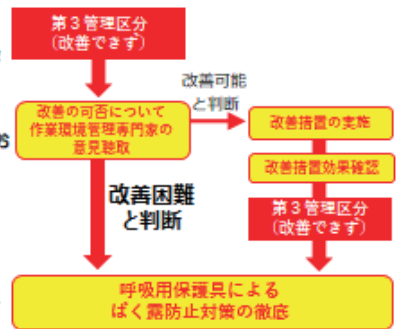 第３管理区分
（改善できず）
改善の可否について
作業環境管理専門家の
意見聴取
改善可能
と判断
改善措置の実施
改善措置効果確認
第３管理区分
（改善できず）
改善困難
と判断
呼吸用保護具による
ばく露防止対策の徹底